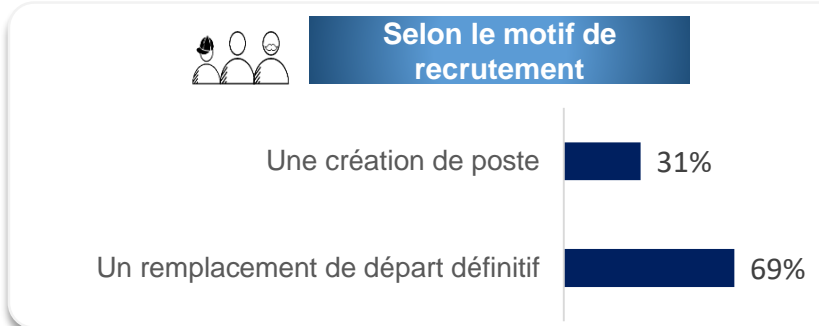 Selon le motif de
recrutement
Une création de poste 31%
Un remplacement de départ définitif 69%